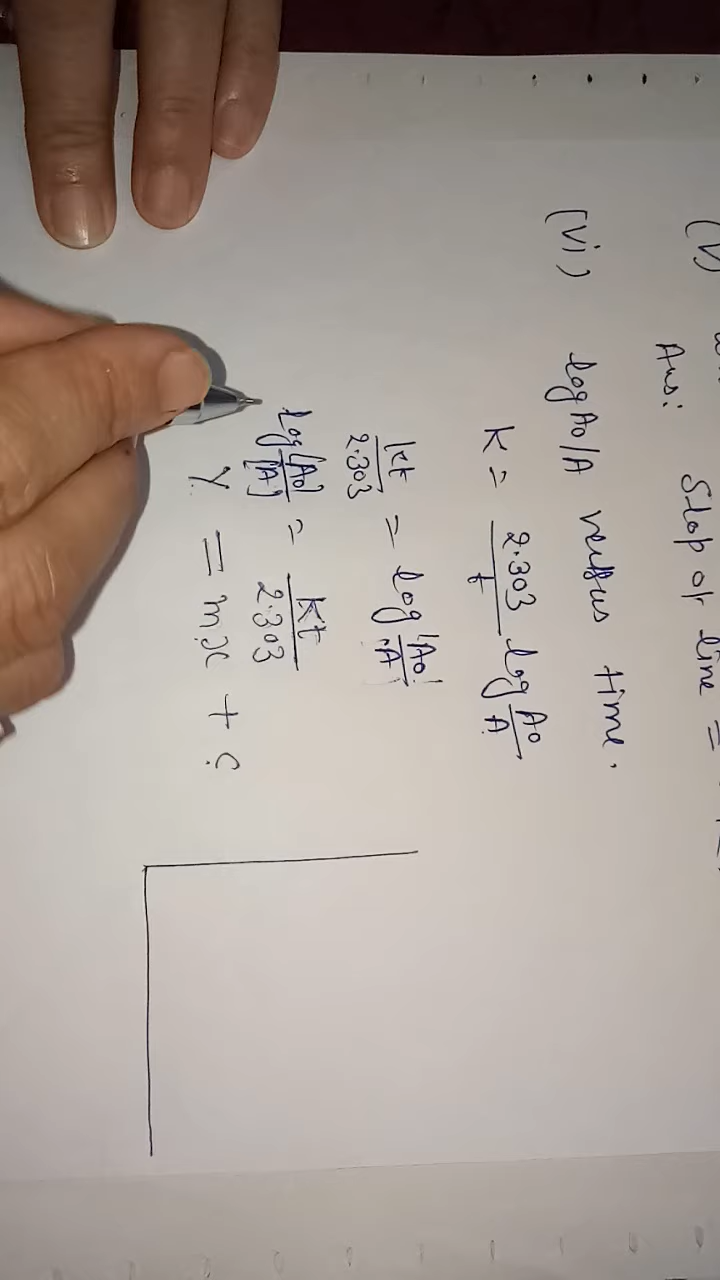 (V)
Ans: Slop of line =
(Vi) log A0/A versus time.
K = 2.303/t log A0/A
kt/2.303 = log [A0]/[A]
log [A0]/[A] = Kt/2.303
Y = mx + c